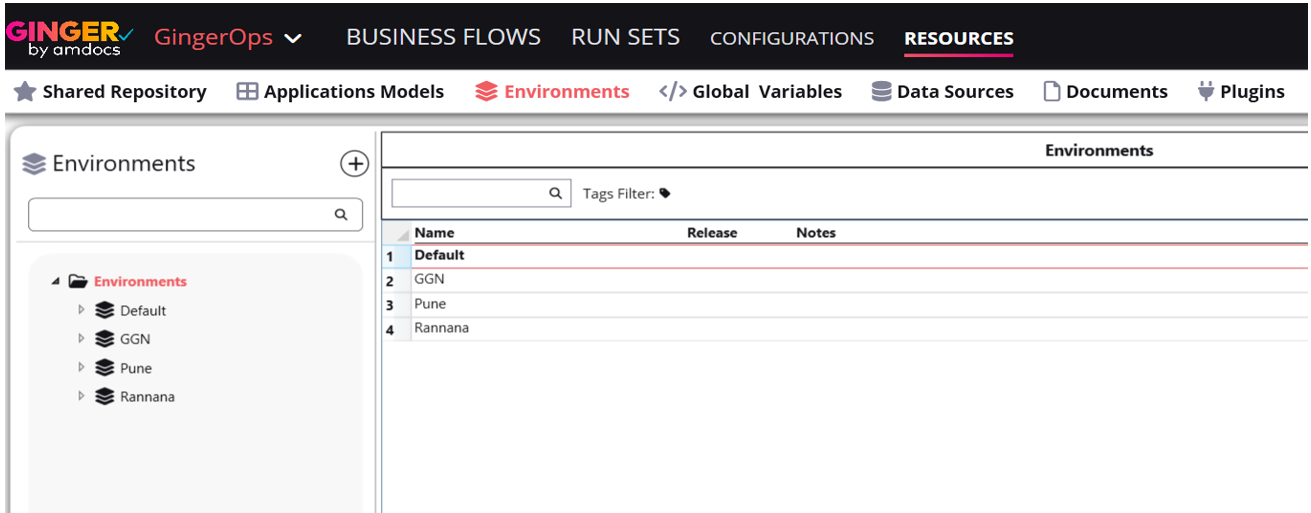 GINGER
by amdocs
GingerOps BUSINESS FLOWS RUN SETS CONFIGURATIONS RESOURCES
Shared Repository Applications Models Environments </> Global Variables Data Sources Documents Plugins
Environments
Environments
Default
GGN
Pune
Rannana
Environments
Tags Filter:
Name Release Notes
1 Default
2 GGN
3 Pune
4 Rannana